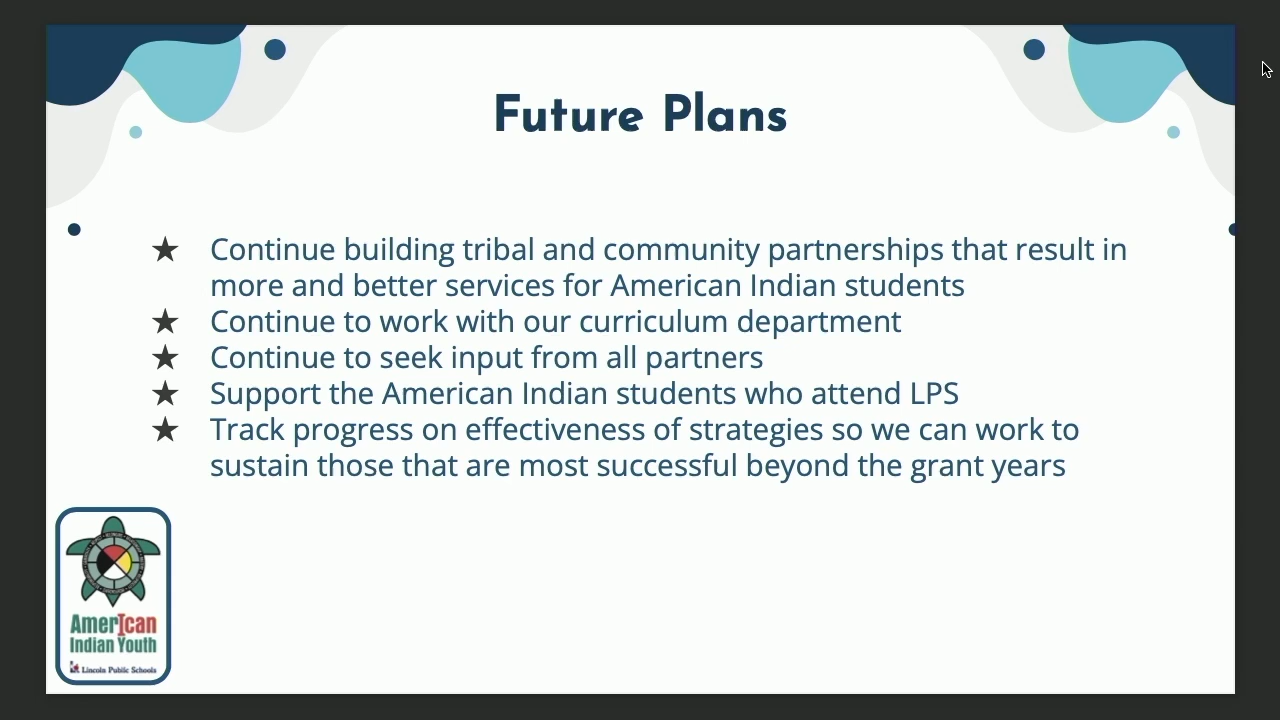 Future Plans
★ Continue building tribal and community partnerships that result in
more and better services for American Indian students
★ Continue to work with our curriculum department
★ Continue to seek input from all partners
★ Support the American Indian students who attend LPS
★ Track progress on effectiveness of strategies so we can work to
sustain those that are most successful beyond the grant years
AmerIcan
Indian Youth
Lincoln Public Schools